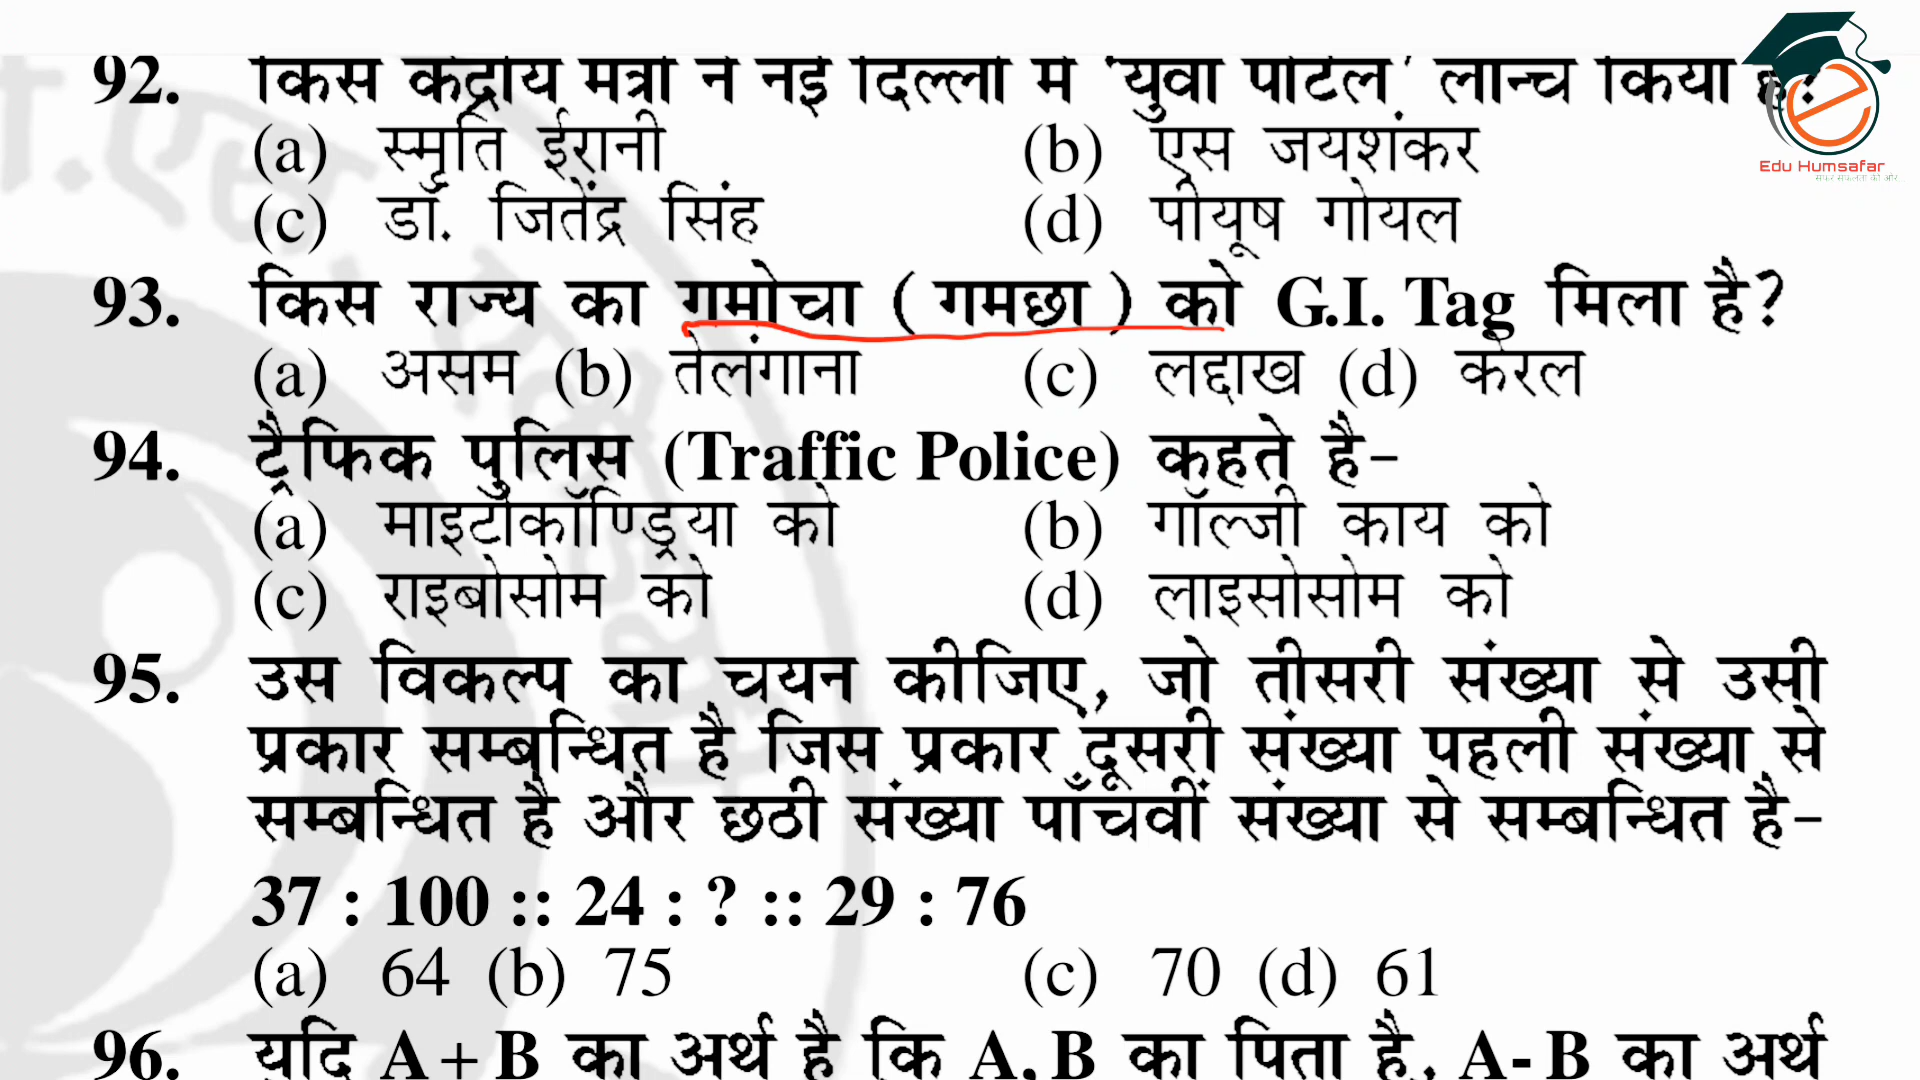 92. किस केंद्रीय मंत्री ने नई दिल्ली में 'युवा पोर्टल' लॉन्च किया है?
(a) स्मृति ईरानी (b) एस जयशंकर
(c) डॉ. जितेंद्र सिंह (d) पीयूष गोयल
Edu Humsafar
93. किस राज्य का गमोचा ( गमछा ) को G.I. Tag मिला है?
(a) असम (b) तेलंगाना (c) लद्दाख (d) केरल
94. ट्रैफिक पुलिस (Traffic Police) कहते है-
(a) माइटोकॉण्ड्रिया को (b) गॉल्जी काय को
(c) राइबोसोम को (d) लाइसोसोम को
95. उस विकल्प का चयन कीजिए, जो तीसरी संख्या से उसी
प्रकार सम्बन्धित है जिस प्रकार दूसरी संख्या पहली संख्या से
सम्बन्धित है और छठी संख्या पाँचवीं संख्या से सम्बन्धित है-
37 : 100 :: 24 : ? :: 29 : 76
(a) 64 (b) 75 (c) 70 (d) 61
96. यदि A + B का अर्थ है कि A, B का पिता है, A- B का अर्थ